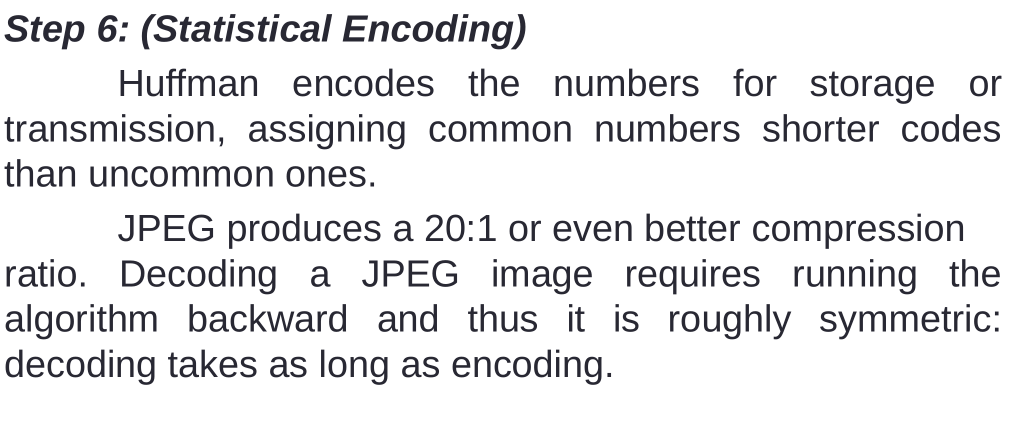 Step 6: (Statistical Encoding)
Huffman encodes the numbers for storage or
transmission, assigning common numbers shorter codes
than uncommon ones.
JPEG produces a 20:1 or even better compression
ratio. Decoding a JPEG image requires running the
algorithm backward and thus it is roughly symmetric:
decoding takes as long as encoding.